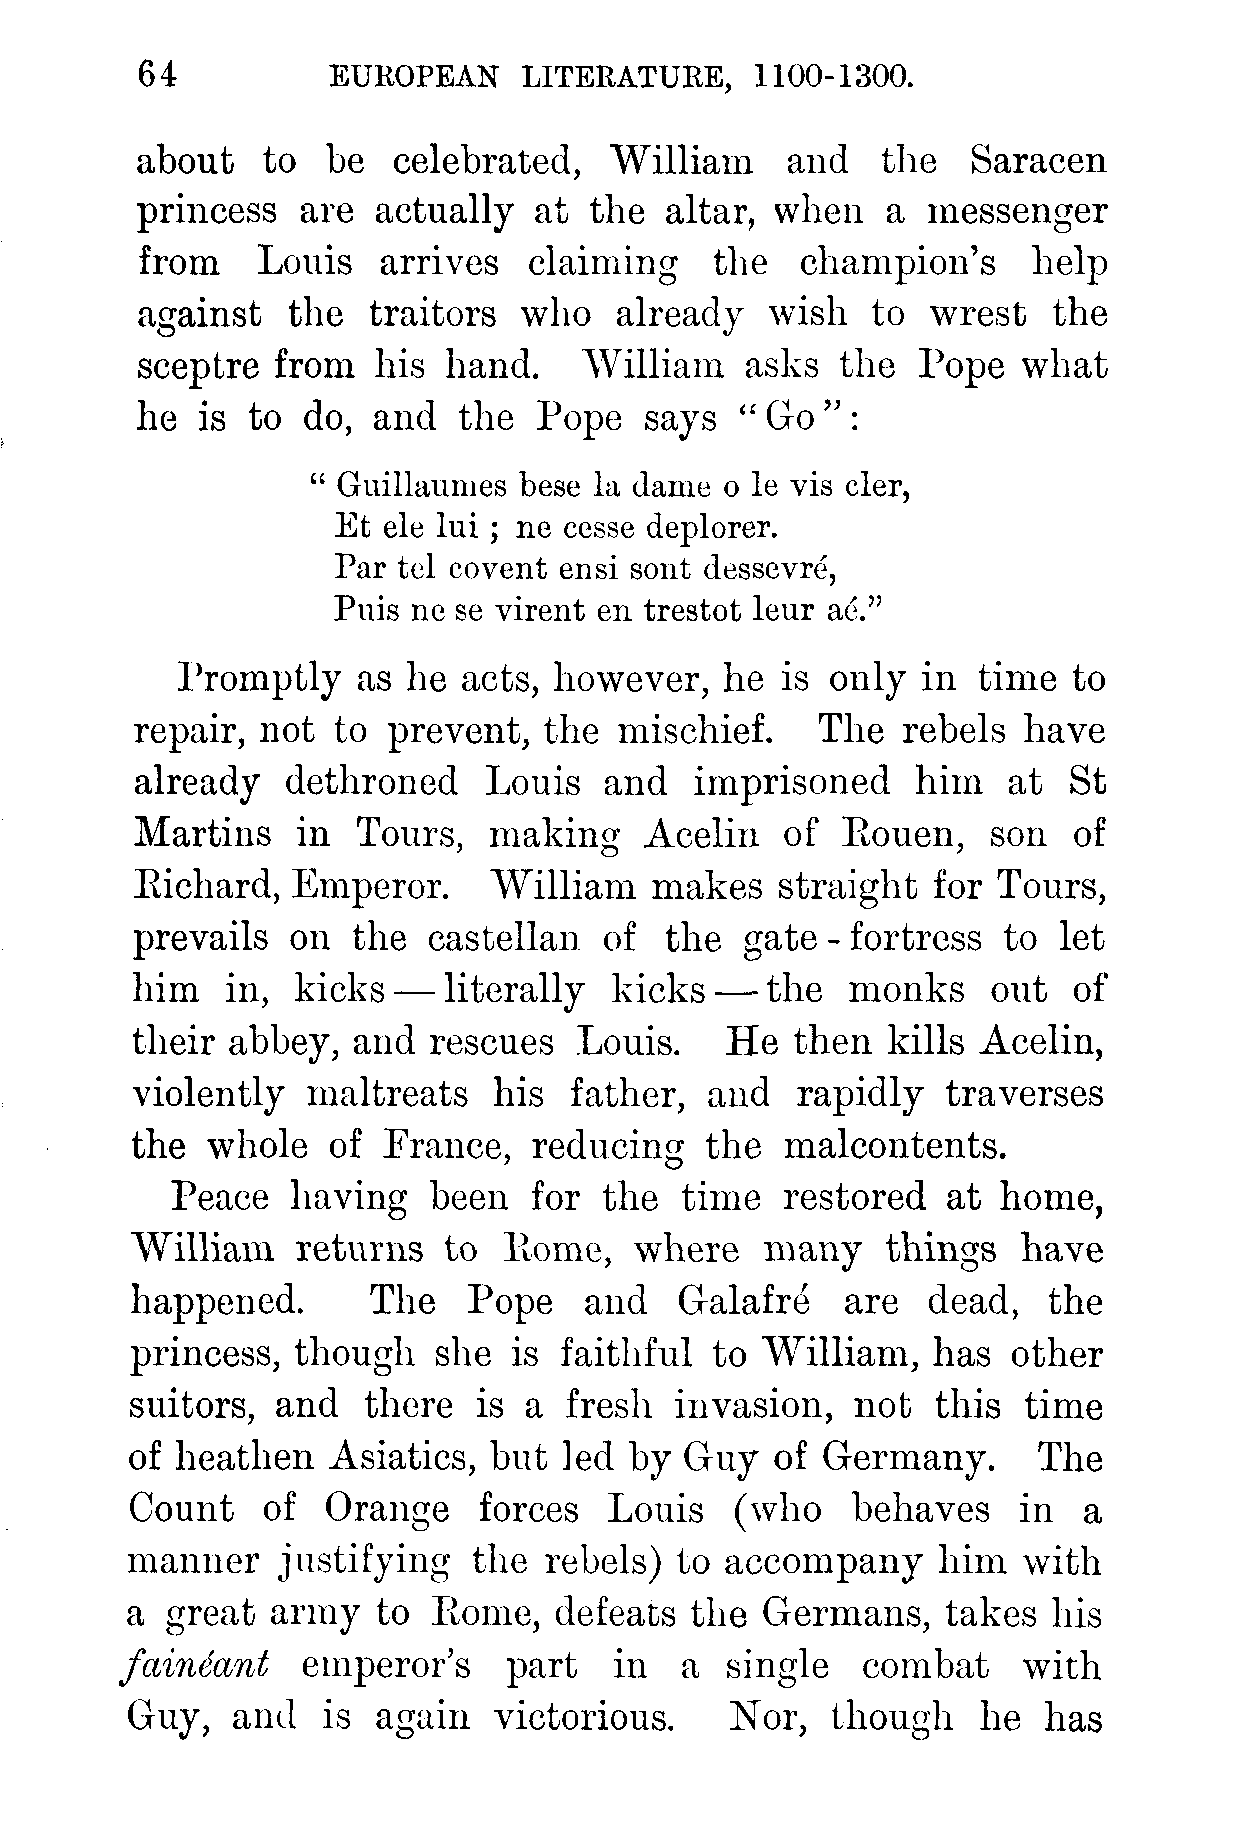 64 EUROPEAN LITERATURE, 1100-1300.
about to be celebrated, William and the Saracen
princess are actually at the altar, when a messenger
from Louis arrives claiming the champion's help
against the traitors who already wish to wrest the
sceptre from his hand. William asks the Pope what
he is to do, and the Pope says "Go":
"Guillaumes bese la dame o le vis cler,
Et ele lui; ne cesse deplorer.
Par tel covent ensi sont dessevré,
Puis ne se virent en trestot leur aé."
Promptly as he acts, however, he is only in time to
repair, not to prevent, the mischief. The rebels have
already dethroned Louis and imprisoned him at St
Martins in Tours, making Acelin of Rouen, son of
Richard, Emperor. William makes straight for Tours,
prevails on the castellan of the gate-fortress to let
him in, kicks—literally kicks—the monks out of
their abbey, and rescues Louis. He then kills Acelin,
violently maltreats his father, and rapidly traverses
the whole of France, reducing the malcontents.
Peace having been for the time restored at home,
William returns to Rome, where many things have
happened. The Pope and Galafré are dead, the
princess, though she is faithful to William, has other
suitors, and there is a fresh invasion, not this time
of heathen Asiatics, but led by Guy of Germany. The
Count of Orange forces Louis (who behaves in a
manner justifying the rebels) to accompany him with
a great army to Rome, defeats the Germans, takes his
fainéant emperor's part in a single combat with
Guy, and is again victorious. Nor, though he has